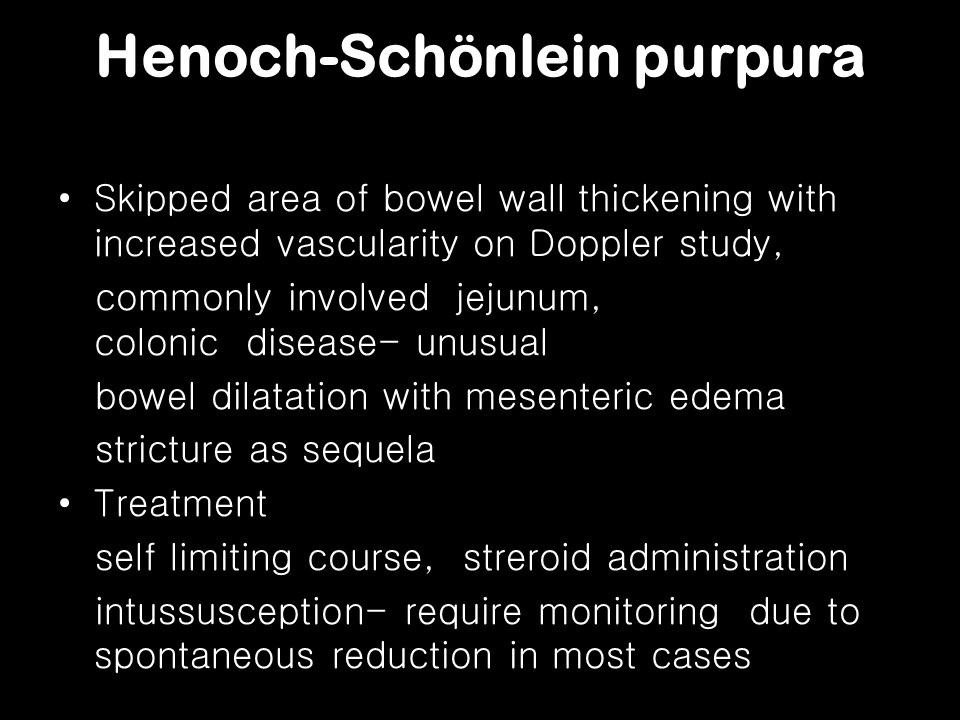 Henoch-Schönlein purpura
• Skipped area of bowel wall thickening with
increased vascularity on Doppler study,
commonly involved jejunum,
colonic disease- unusual
bowel dilatation with mesenteric edema
stricture as sequela
• Treatment
self limiting course, streroid administration
intussusception- require monitoring due to
spontaneous reduction in most cases